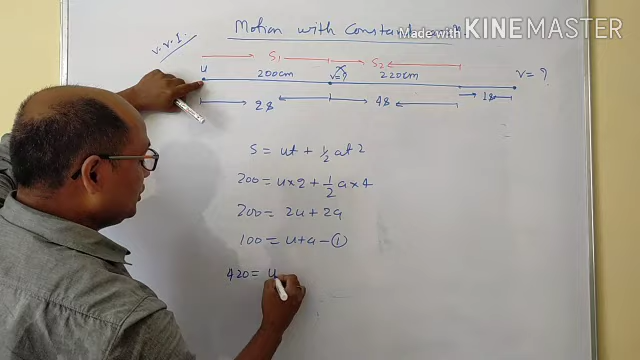 Motion with Constant
Made with KINEMASTER
V.V.I.
S₁ S₂
u 200cm v=? 220cm v = ?
2s 4s 1s
S = ut + 1/2 at 2
200 = u×2 + 1/2 a×4
200 = 2u + 2a
100 = u+a – ①
420 = u